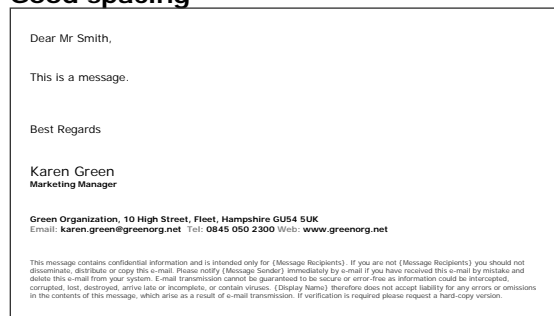 Good spacing
Dear Mr Smith,
This is a message.
Best Regards
Karen Green
Marketing Manager
Green Organization, 10 High Street, Fleet, Hampshire GU54 5UK
Email: karen.green@greenorg.net Tel: 0845 050 2300 Web: www.greenorg.net
This message contains confidential information and is intended only for {Message Recipients}. If you are not {Message Recipients} you should not
disseminate, distribute or copy this e-mail. Please notify {Message Sender} immediately by e-mail if you have received this e-mail by mistake and
delete this e-mail from your system. E-mail transmission cannot be guaranteed to be secure or error-free as information could be intercepted,
corrupted, lost, destroyed, arrive late or incomplete, or contain viruses. {Display Name} therefore does not accept liability for any errors or omissions
in the contents of this message, which arise as a result of e-mail transmission. If verification is required please request a hard-copy version.